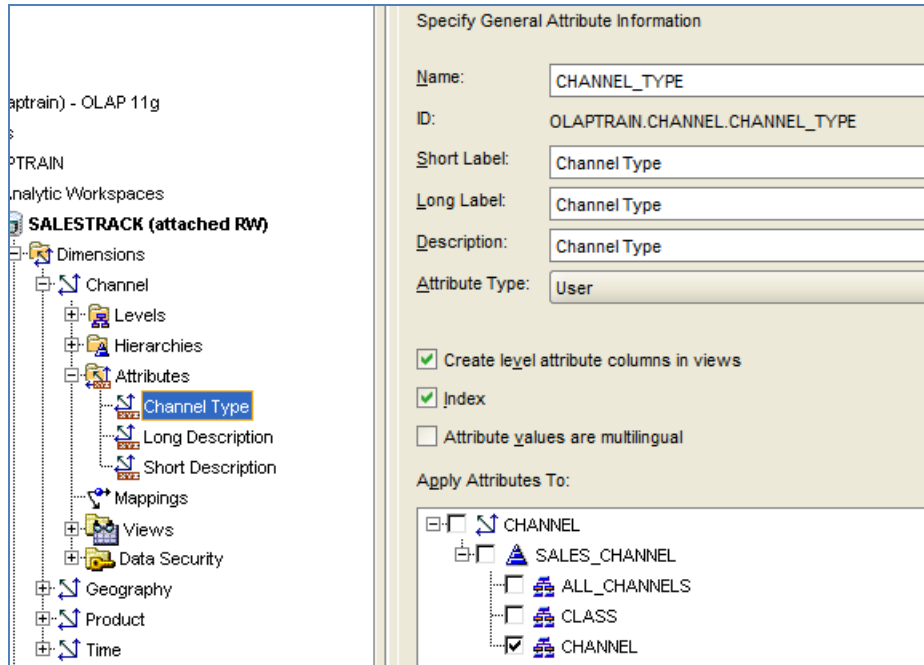 aptrain) - OLAP 11g
s
PTRAIN
nalytic Workspaces
SALESTRACK (attached RW)
Dimensions
Channel
Levels
Hierarchies
Attributes
Channel Type
Long Description
Short Description
Mappings
Views
Data Security
Geography
Product
Time
Specify General Attribute Information
Name: CHANNEL_TYPE
ID: OLAPTRAIN.CHANNEL.CHANNEL_TYPE
Short Label: Channel Type
Long Label: Channel Type
Description: Channel Type
Attribute Type: User
Create level attribute columns in views
Index
Attribute values are multilingual
Apply Attributes To:
CHANNEL
SALES_CHANNEL
ALL_CHANNELS
CLASS
CHANNEL